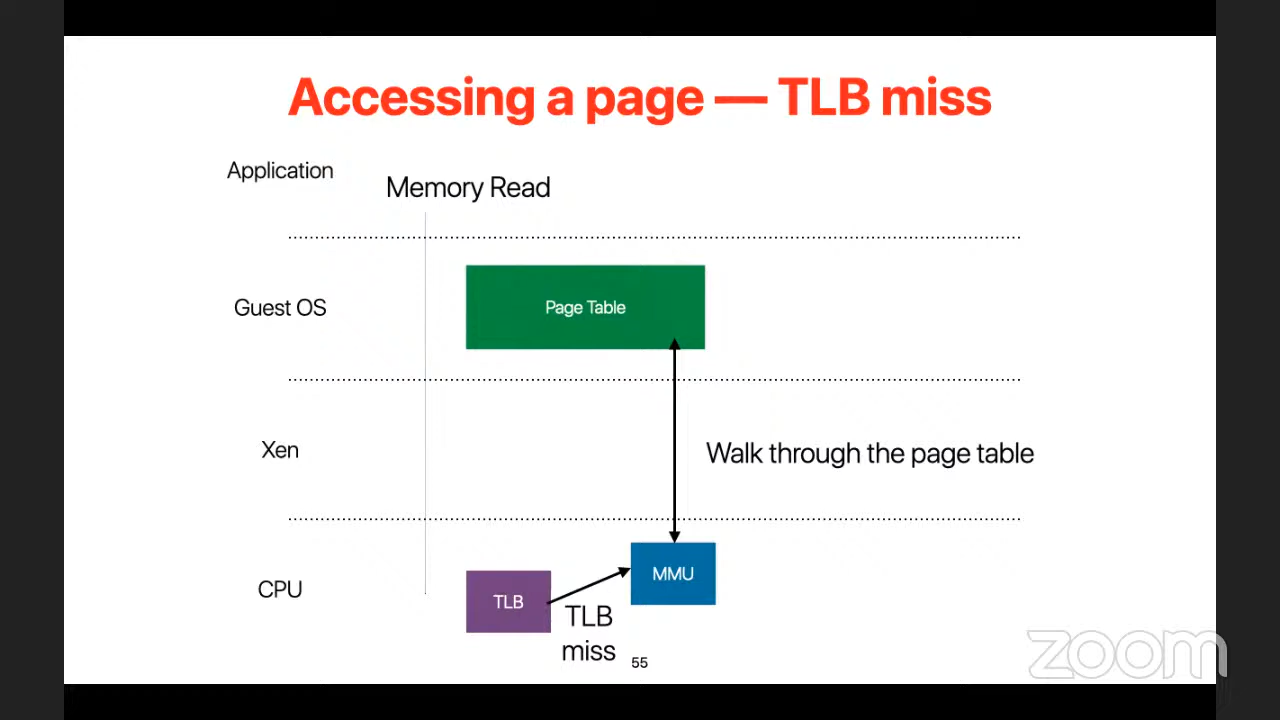 Accessing a page — TLB miss
Application
Memory Read
Guest OS
Page Table
Xen
Walk through the page table
CPU
TLB
MMU
TLB
miss
55
zoom